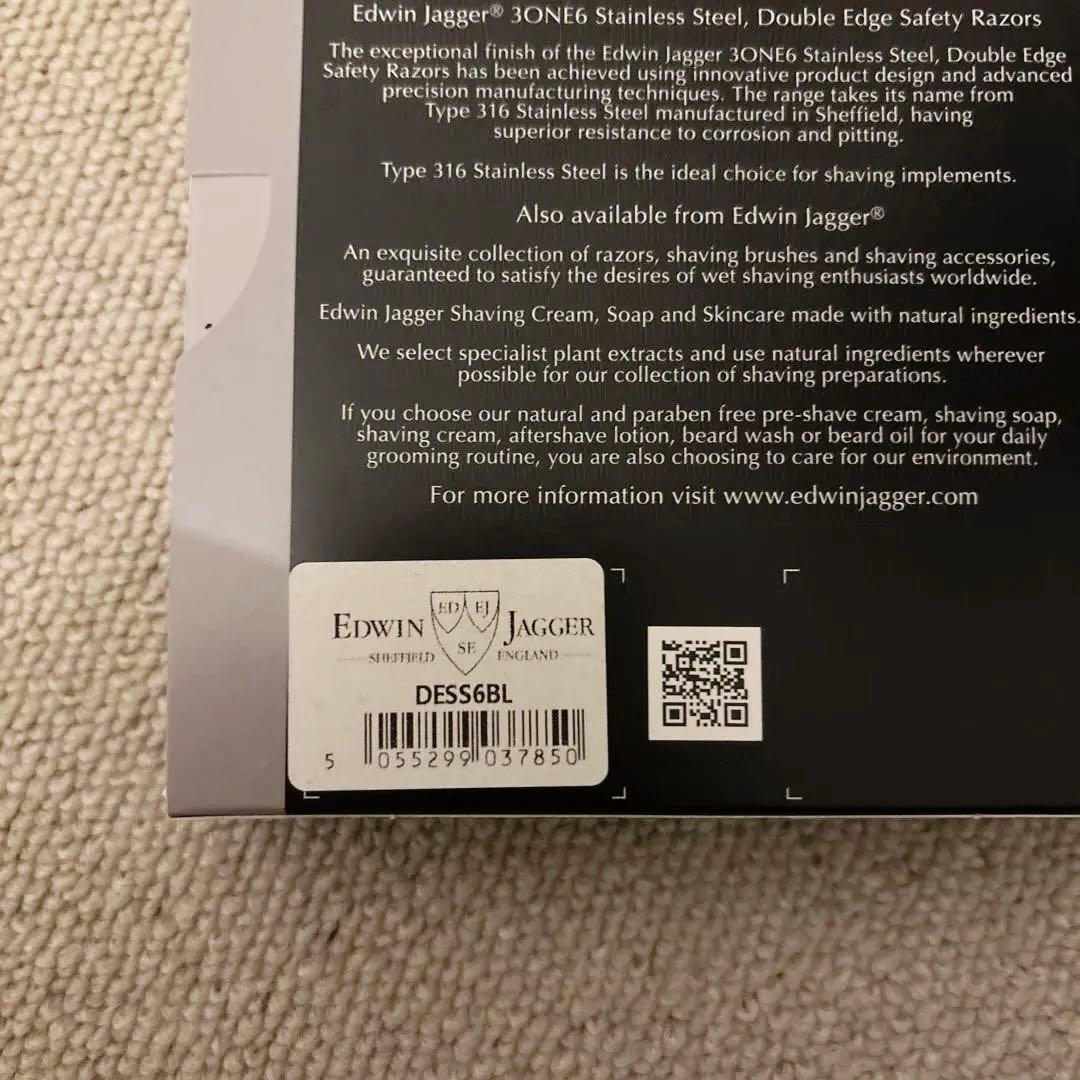 Edwin Jagger® 3ONE6 Stainless Steel, Double Edge Safety Razors
The exceptional finish of the Edwin Jagger 3ONE6 Stainless Steel, Double Edge
Safety Razors has been achieved using innovative product design and advanced
precision manufacturing techniques. The range takes its name from
Type 316 Stainless Steel manufactured in Sheffield, having
superior resistance to corrosion and pitting.
Type 316 Stainless Steel is the ideal choice for shaving implements.
Also available from Edwin Jagger®
An exquisite collection of razors, shaving brushes and shaving accessories,
guaranteed to satisfy the desires of wet shaving enthusiasts worldwide.
Edwin Jagger Shaving Cream, Soap and Skincare made with natural ingredients.
We select specialist plant extracts and use natural ingredients wherever
possible for our collection of shaving preparations.
If you choose our natural and paraben free pre-shave cream, shaving soap,
shaving cream, aftershave lotion, beard wash or beard oil for your daily
grooming routine, you are also choosing to care for our environment.
For more information visit www.edwinjagger.com
ED EJ
EDWIN JAGGER
SE
SHEFFIELD ENGLAND
DESS6BL
5 055299 037850